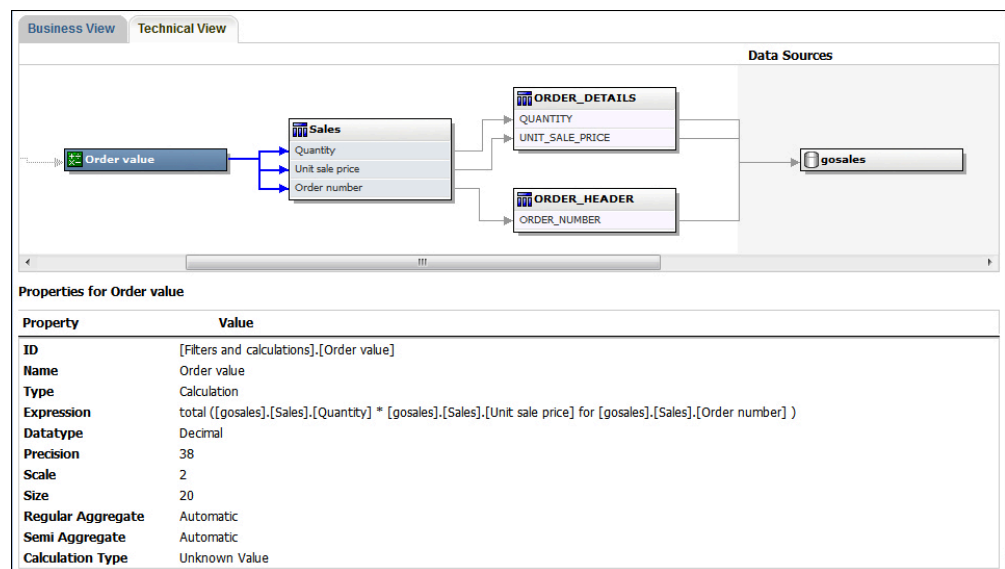 Business View Technical View
Data Sources
ORDER_DETAILS
QUANTITY
UNIT_SALE_PRICE
Sales
Quantity
Unit sale price
Order number
Order value
gosales
ORDER_HEADER
ORDER_NUMBER
Properties for Order value
Property Value
ID [Filters and calculations].[Order value]
Name Order value
Type Calculation
Expression total ([gosales].[Sales].[Quantity] * [gosales].[Sales].[Unit sale price] for [gosales].[Sales].[Order number] )
Datatype Decimal
Precision 38
Scale 2
Size 20
Regular Aggregate Automatic
Semi Aggregate Automatic
Calculation Type Unknown Value